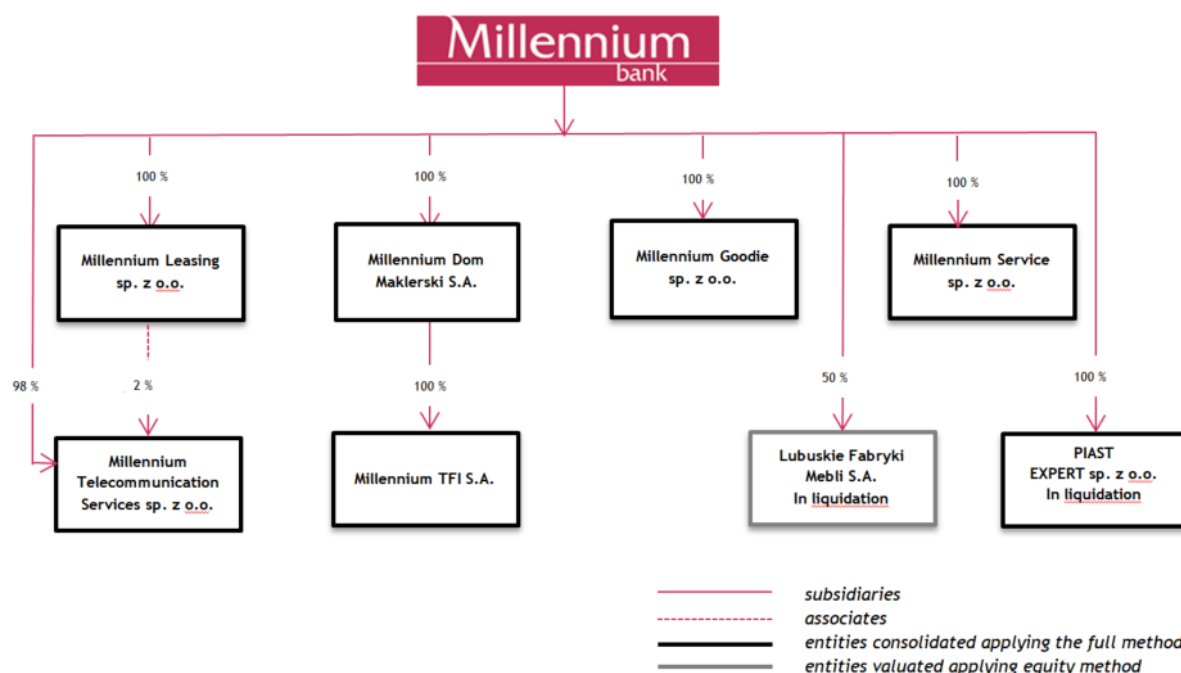 Millennium
bank
100 %
100 %
100 %
100 %
Millennium Leasing
sp. z o.o.
Millennium Dom
Maklerski S.A.
Millennium Goodie
sp. z o.o.
Millennium Service
sp. z o.o.
98 %
2 %
100 %
50 %
100 %
Millennium
Telecommunication
Services sp. z o.o.
Millennium TFI S.A.
Lubuskie Fabryki
Mebli S.A.
In liquidation
PIAST
EXPERT sp. z o.o.
In liquidation
subsidiaries
associates
entities consolidated applying the full method
entities valuated applying equity method